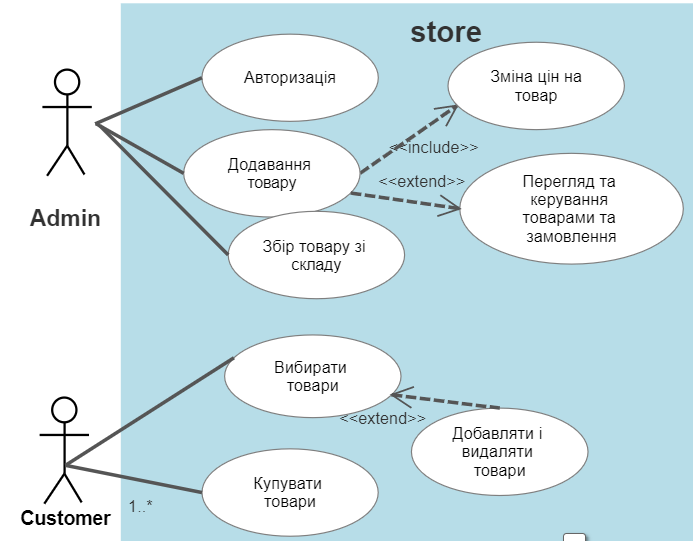 store
Авторизація
Зміна цін на
товар
<<include>>
Додавання
товару
<<extend>>
Перегляд та
керування
товарами та
замовлення
Admin
Збір товару зі
складу
Вибирати
товари
<<extend>>
Добавляти і
видаляти
товари
Купувати
товари
1..*
Customer